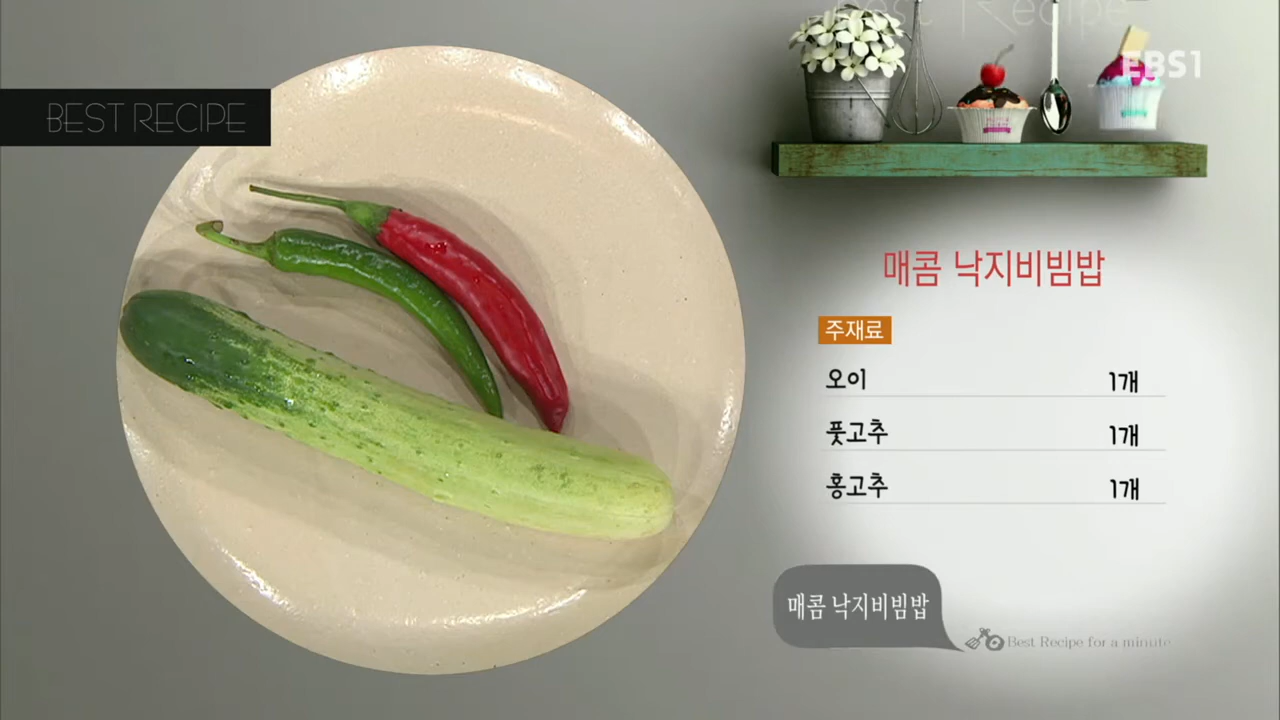 Best Recipe
EBS1
BEST RECIPE
매콤 낙지비빔밥
주재료
오이 1개
풋고추 1개
홍고추 1개
매콤 낙지비빔밥
Best Recipe for a minute